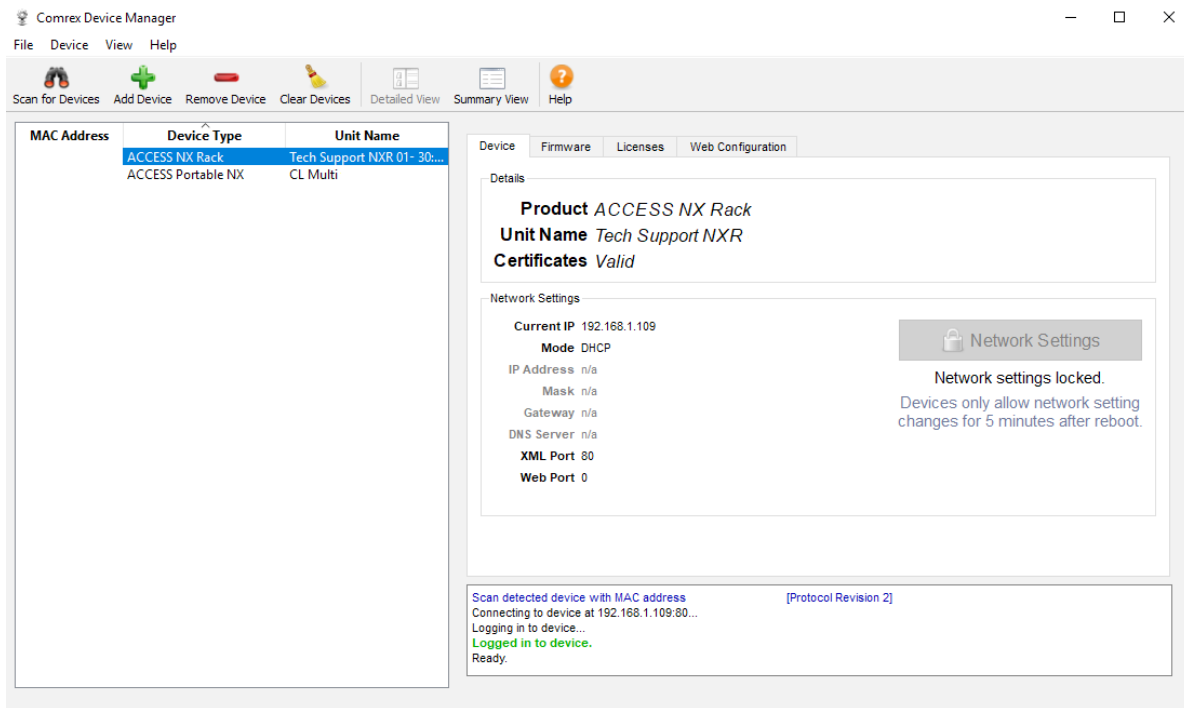 Comrex Device Manager
File Device View Help
Scan for Devices Add Device Remove Device Clear Devices Detailed View Summary View Help
MAC Address Device Type Unit Name
ACCESS NX Rack Tech Support NXR 01- 30:...
ACCESS Portable NX CL Multi
Device Firmware Licenses Web Configuration
Details
Product ACCESS NX Rack
Unit Name Tech Support NXR
Certificates Valid
Network Settings
Current IP 192.168.1.109
Mode DHCP
IP Address n/a
Mask n/a
Gateway n/a
DNS Server n/a
XML Port 80
Web Port 0
Network Settings
Network settings locked.
Devices only allow network setting
changes for 5 minutes after reboot.
Scan detected device with MAC address [Protocol Revision 2]
Connecting to device at 192.168.1.109:80...
Logging in to device...
Logged in to device.
Ready.